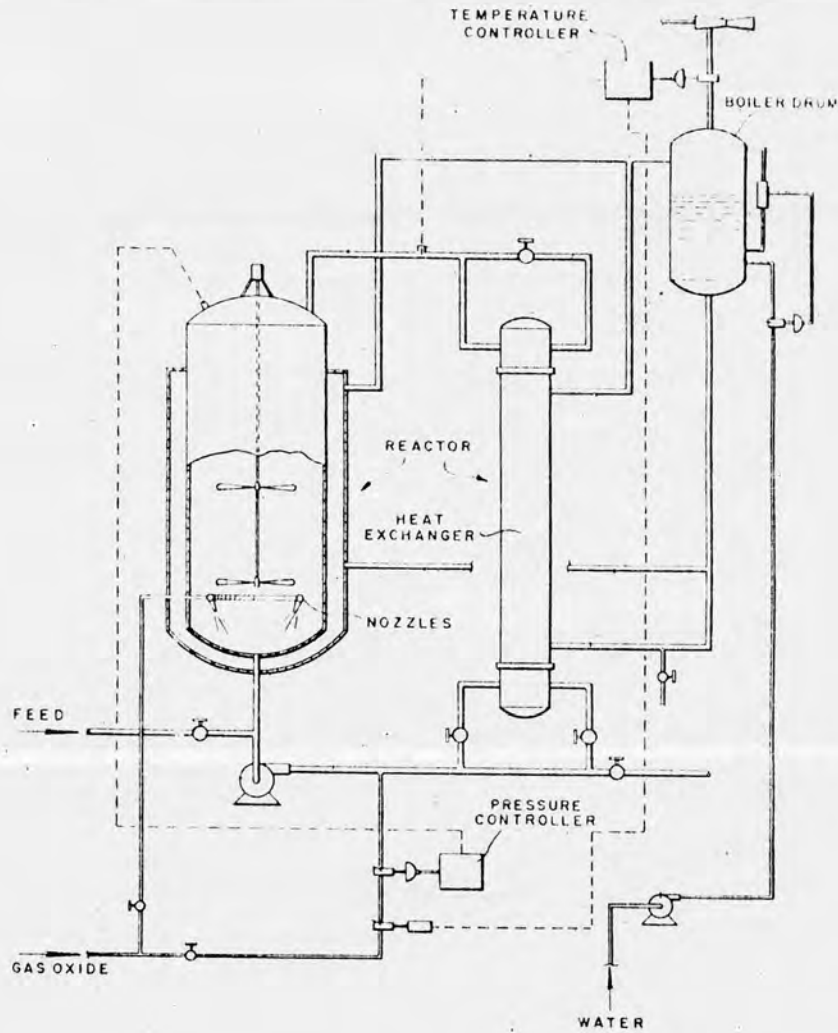 TEMPERATURE
CONTROLLER
BOILER DRUM
REACTOR
HEAT
EXCHANGER
NOZZLES
FEED
PRESSURE
CONTROLLER
GAS OXIDE
WATER